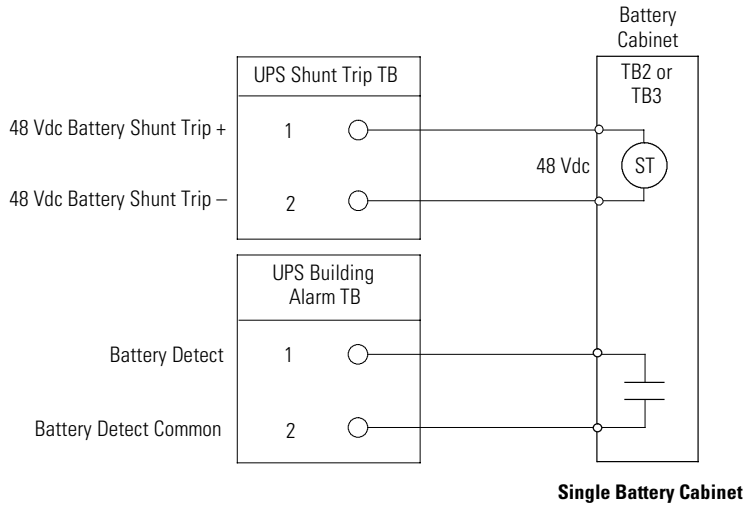 Battery
Cabinet
UPS Shunt Trip TB
TB2 or
TB3
48 Vdc Battery Shunt Trip +
1
48 Vdc
ST
48 Vdc Battery Shunt Trip –
2
UPS Building
Alarm TB
Battery Detect
1
Battery Detect Common
2
Single Battery Cabinet